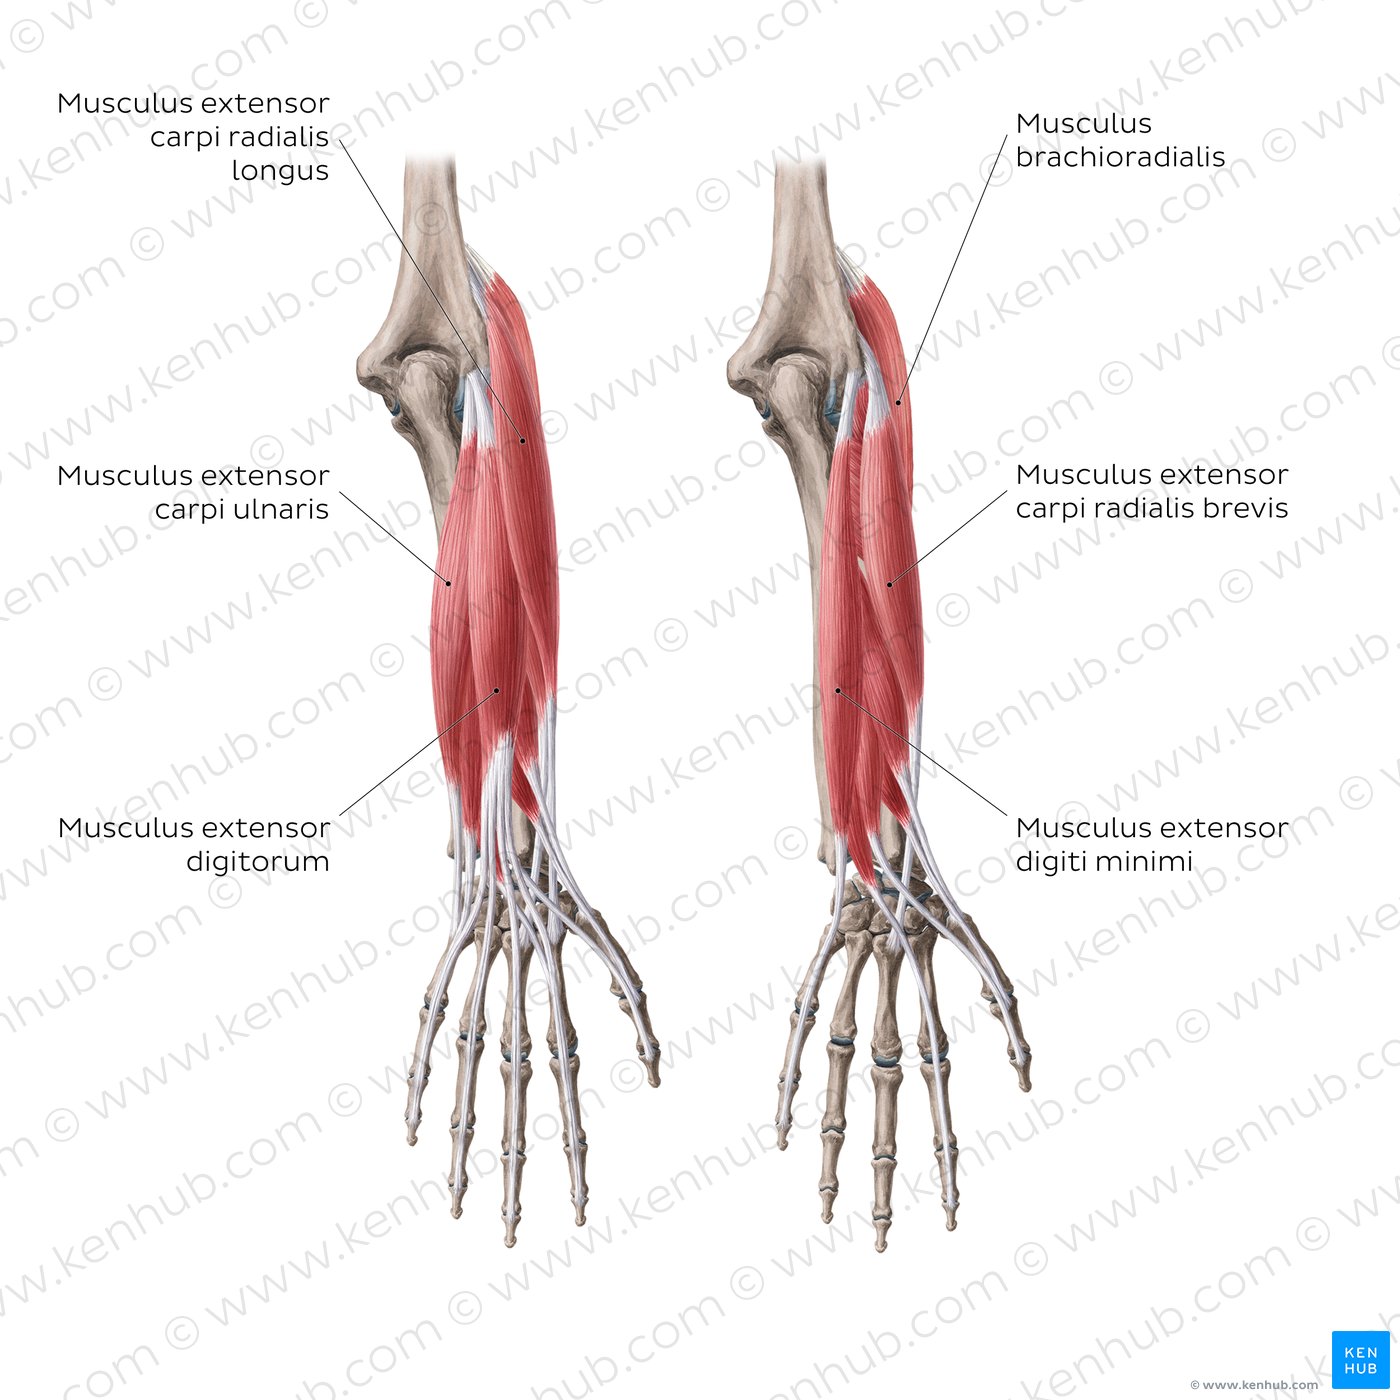 Musculus extensor
carpi radialis
longus
Musculus extensor
carpi ulnaris
Musculus extensor
digitorum
Musculus
brachioradialis
Musculus extensor
carpi radialis brevis
Musculus extensor
digiti minimi
KEN
HUB
© www.kenhub.com